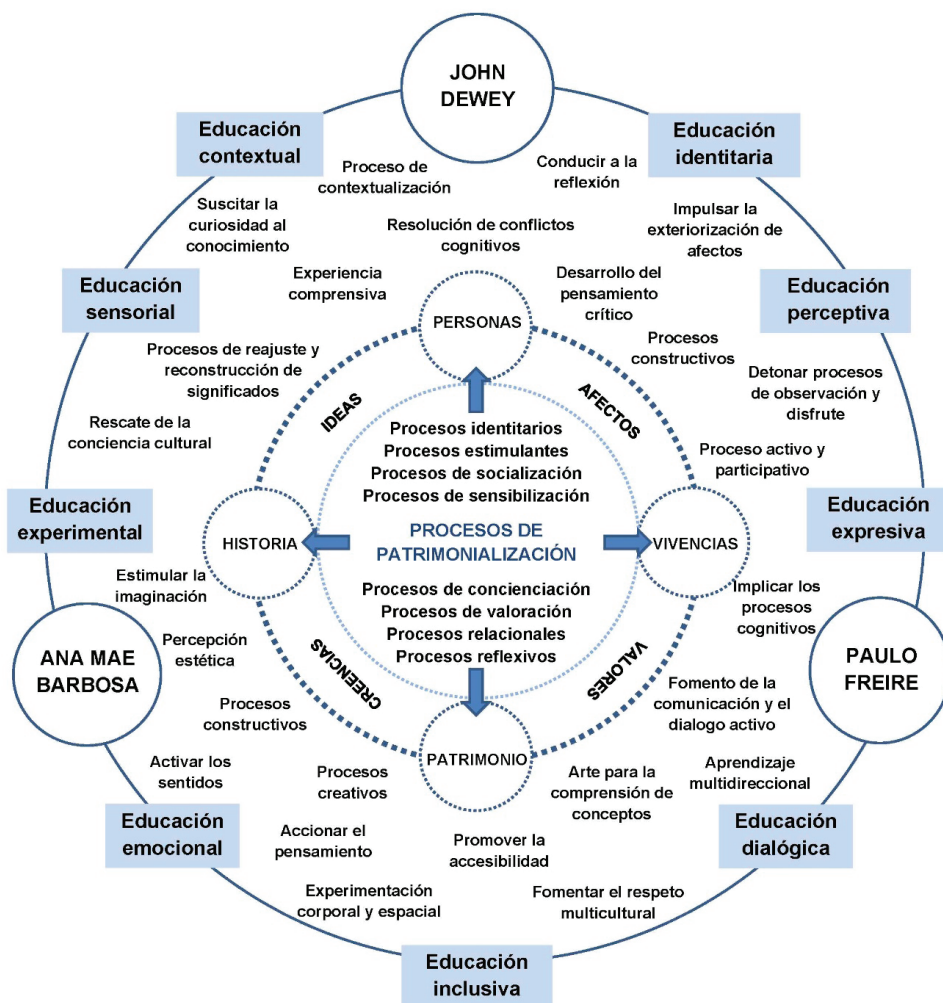 JOHN
DEWEY
Educación
contextual
Educación
identitaria
Proceso de
contextualización
Conducir a la
reflexión
Suscitar la
curiosidad al
conocimiento
Impulsar la
exteriorización de
afectos
Resolución de conflictos
cognitivos
Educación
sensorial
Experiencia
comprensiva
Desarrollo del
pensamiento
crítico
Educación
perceptiva
PERSONAS
Procesos de reajuste y
reconstrucción de
significados
Procesos
constructivos
Detonar procesos
de observación y
disfrute
IDEAS
AFECTOS
Rescate de la
conciencia cultural
Procesos identitarios
Procesos estimulantes
Procesos de socialización
Procesos de sensibilización
Proceso activo y
participativo
Educación
experimental
HISTORIA
PROCESOS DE
PATRIMONIALIZACIÓN
VIVENCIAS
Educación
expresiva
Estimular la
imaginación
Procesos de concienciación
Procesos de valoración
Procesos relacionales
Procesos reflexivos
Implicar los
procesos
cognitivos
ANA MAE
BARBOSA
Percepción
estética
CREENCIAS
VALORES
PAULO
FREIRE
Procesos
constructivos
Fomento de la
comunicación y el
dialogo activo
Activar los
sentidos
Procesos
creativos
PATRIMONIO
Arte para la
comprensión de
conceptos
Aprendizaje
multidireccional
Educación
emocional
Accionar el
pensamiento
Promover la
accesibilidad
Educación
dialógica
Experimentación
corporal y espacial
Fomentar el respeto
multicultural
Educación
inclusiva